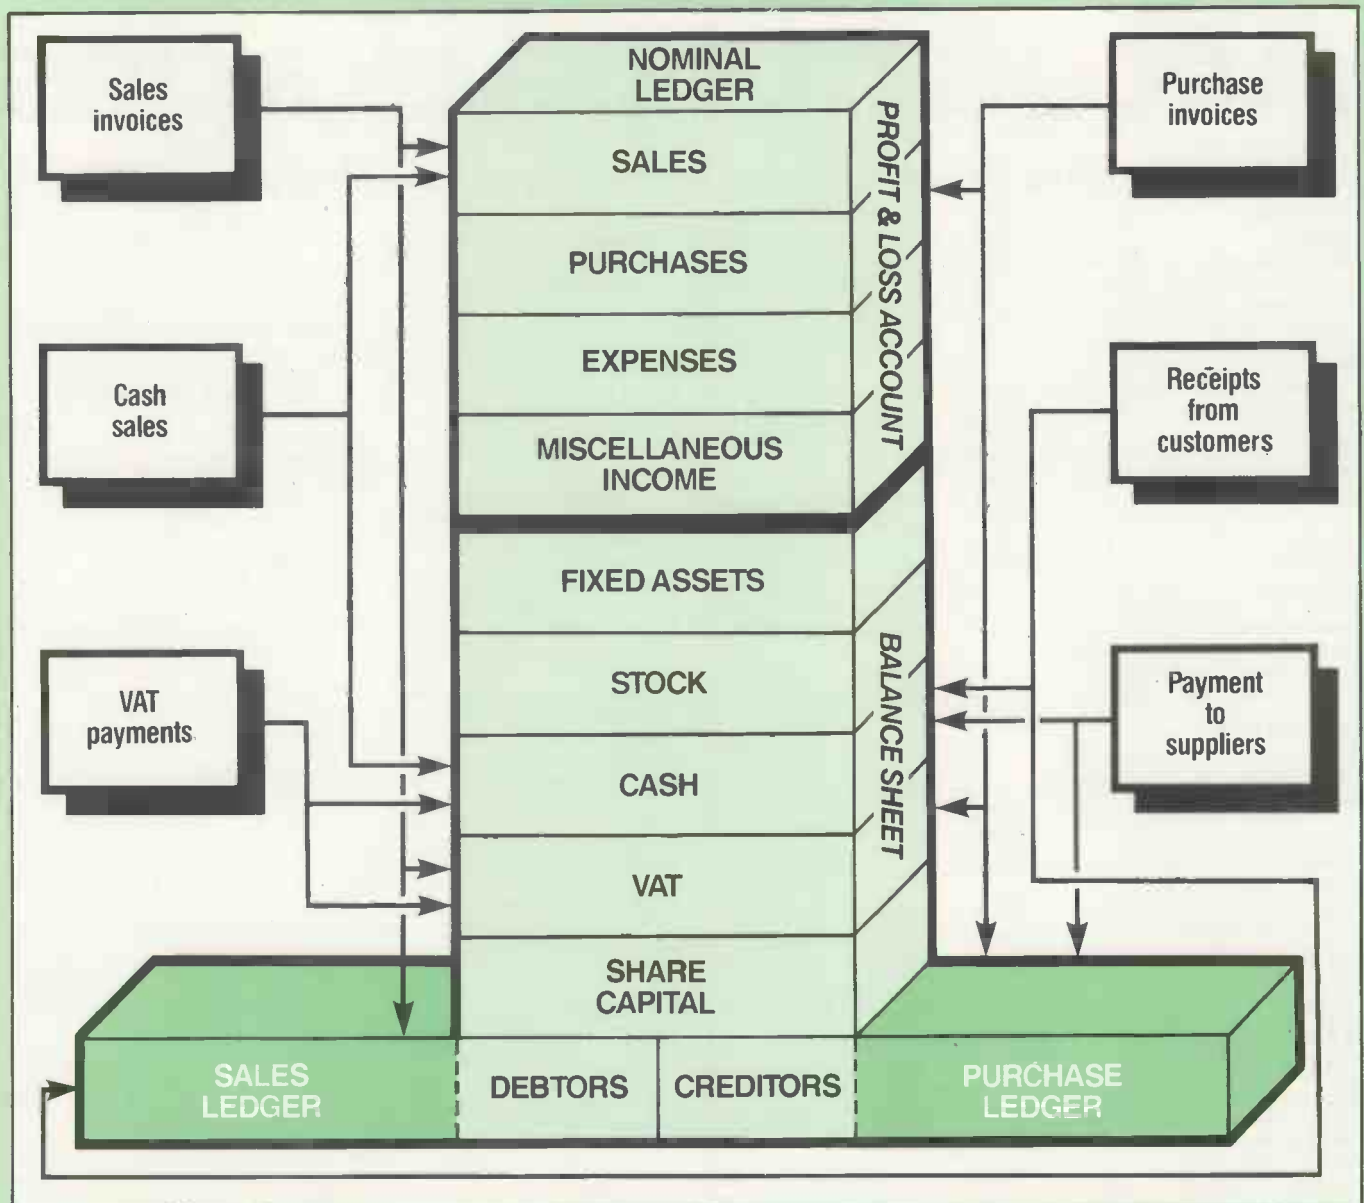 Sales
invoices
Cash
sales
VAT
payments
NOMINAL
LEDGER
SALES
PURCHASES
EXPENSES
MISCELLANEOUS
INCOME
FIXED ASSETS
STOCK
CASH
VAT
SHARE
CAPITAL
DEBTORS
CREDITORS
PROFIT & LOSS ACCOUNT
BALANCE SHEET
Purchase
invoices
Receipts
from
customers
Payment
to
suppliers
SALES
LEDGER
PURCHASE
LEDGER